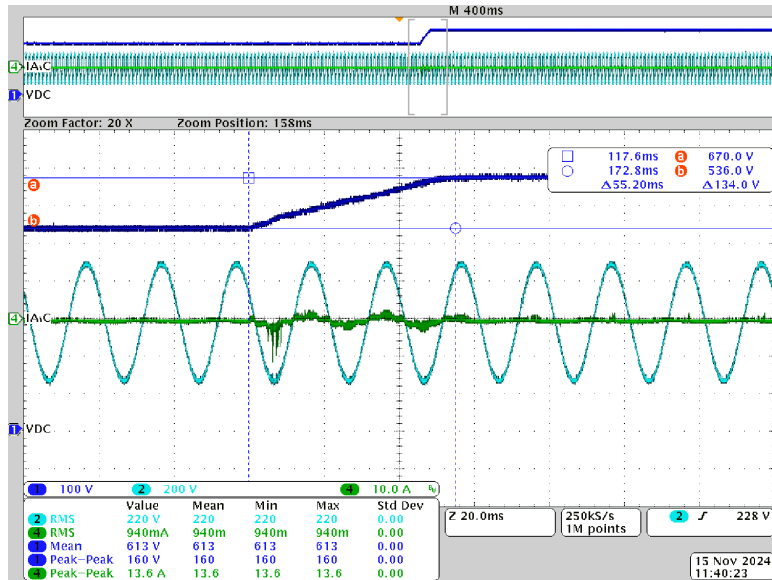 M 400ms
4 IAC
1 VDC
Zoom Factor: 20 X Zoom Position: 158ms
117.6ms a 670.0 V
172.8ms b 536.0 V
Δ55.20ms Δ134.0 V
a
b
4 IAC
1 VDC
1 100 V 2 200 V 4 10.0 A
Value Mean Min Max Std Dev
2 RMS 220 V 220 220 220 0.00
4 RMS 940mA 940m 940m 940m 0.00
1 Mean 613 V 613 613 613 0.00
1 Peak-Peak 160 V 160 160 160 0.00
4 Peak-Peak 13.6 A 13.6 13.6 13.6 0.00
Z 20.0ms
250kS/s
1M points
2 228 V
15 Nov 2024
11:40:23